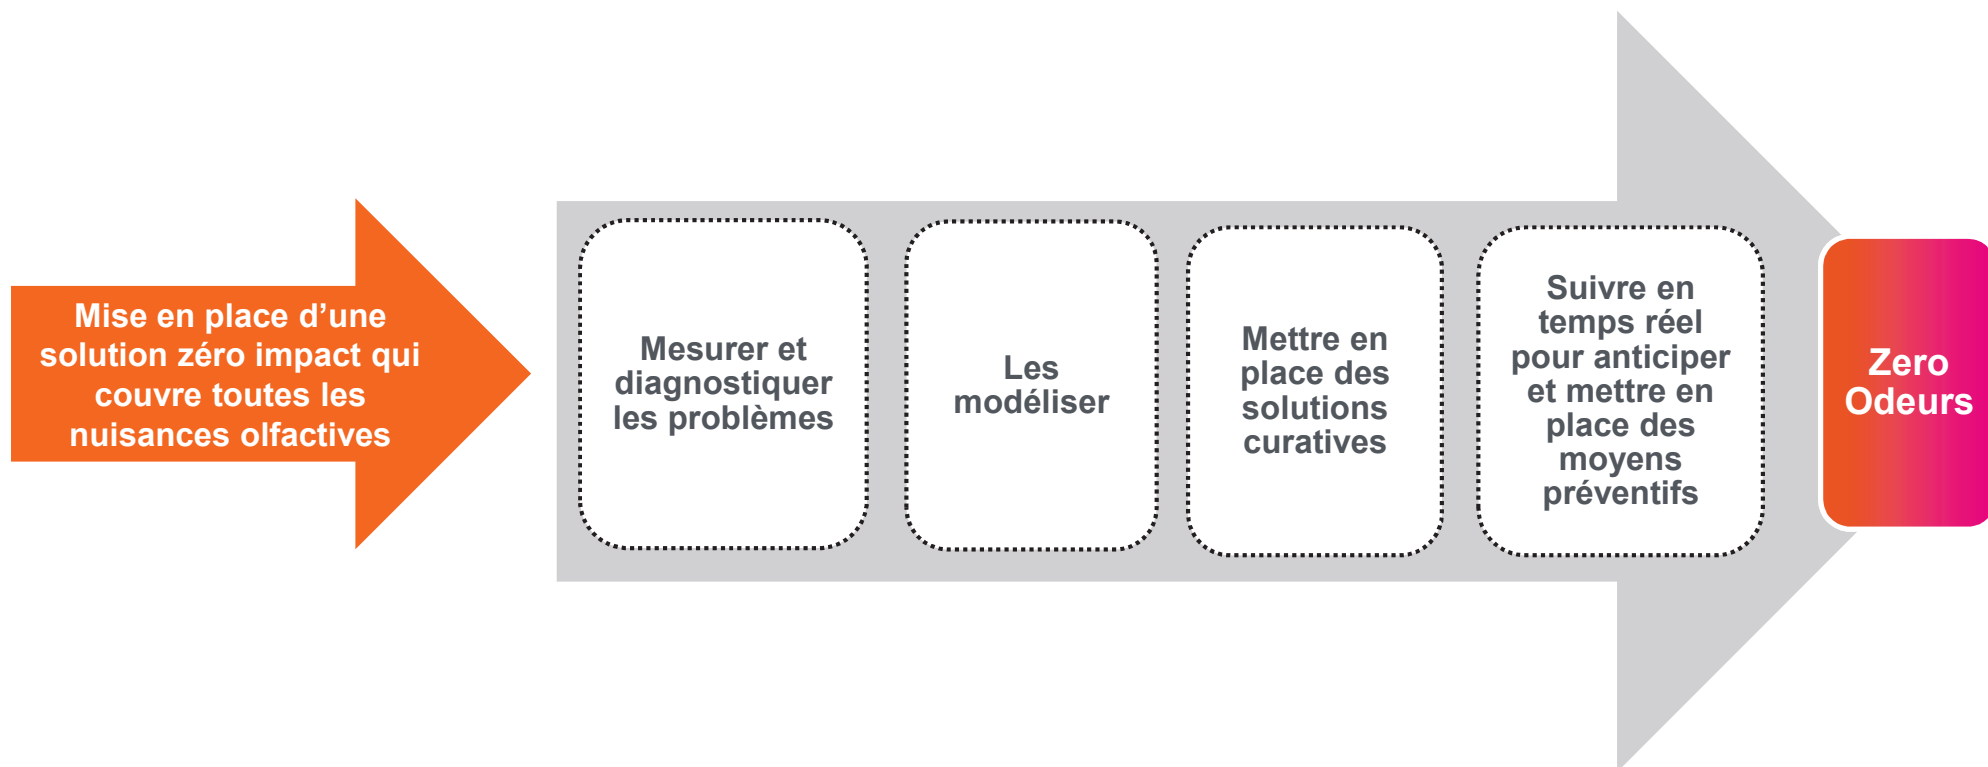 Mise en place d’une
solution zéro impact qui
couvre toutes les
nuisances olfactives
Mesurer et
diagnostiquer
les problèmes
Les
modéliser
Mettre en
place des
solutions
curatives
Suivre en
temps réel
pour anticiper
et mettre en
place des
moyens
préventifs
Zero
Odeurs